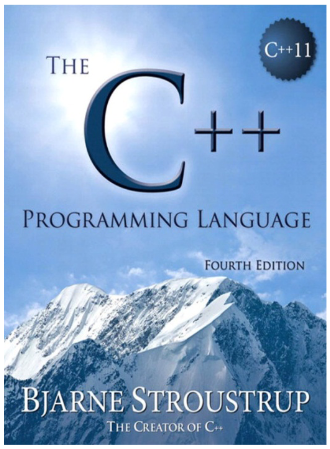 C++11
THE
C++
PROGRAMMING LANGUAGE
FOURTH EDITION
BJARNE STROUSTRUP
THE CREATOR OF C++